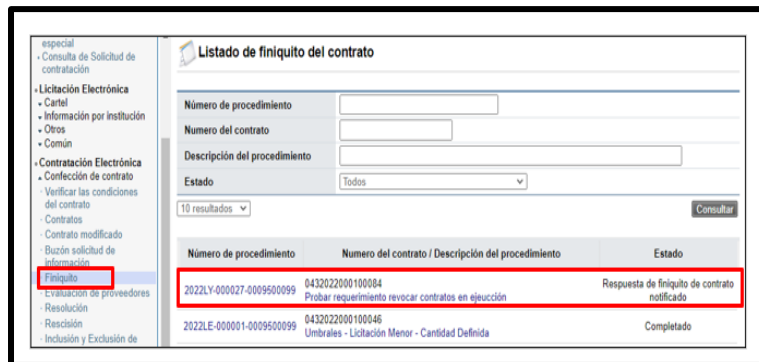 especial
Consulta de Solicitud de
contratación
Licitación Electrónica
Cartel
Información por institución
Otros
Común
Contratación Electrónica
Confección de contrato
Verificar las condiciones
del contrato
Contratos
Contrato modificado
Buzón solicitud de
información
Finiquito
Evaluación de proveedores
Resolución
Rescisión
Inclusión y Exclusión de
Listado de finiquito del contrato
Número de procedimiento
Numero del contrato
Descripción del procedimiento
Estado Todos
10 resultados Consultar
Número de procedimiento Numero del contrato / Descripción del procedimiento Estado
2022LY-000027-0009500099 0432022000100084 Respuesta de finiquito de contrato
Probar requerimiento revocar contratos en ejeucción notificado
2022LE-000001-0009500099 0432022000100046 Completado
Umbrales - Licitación Menor - Cantidad Definida